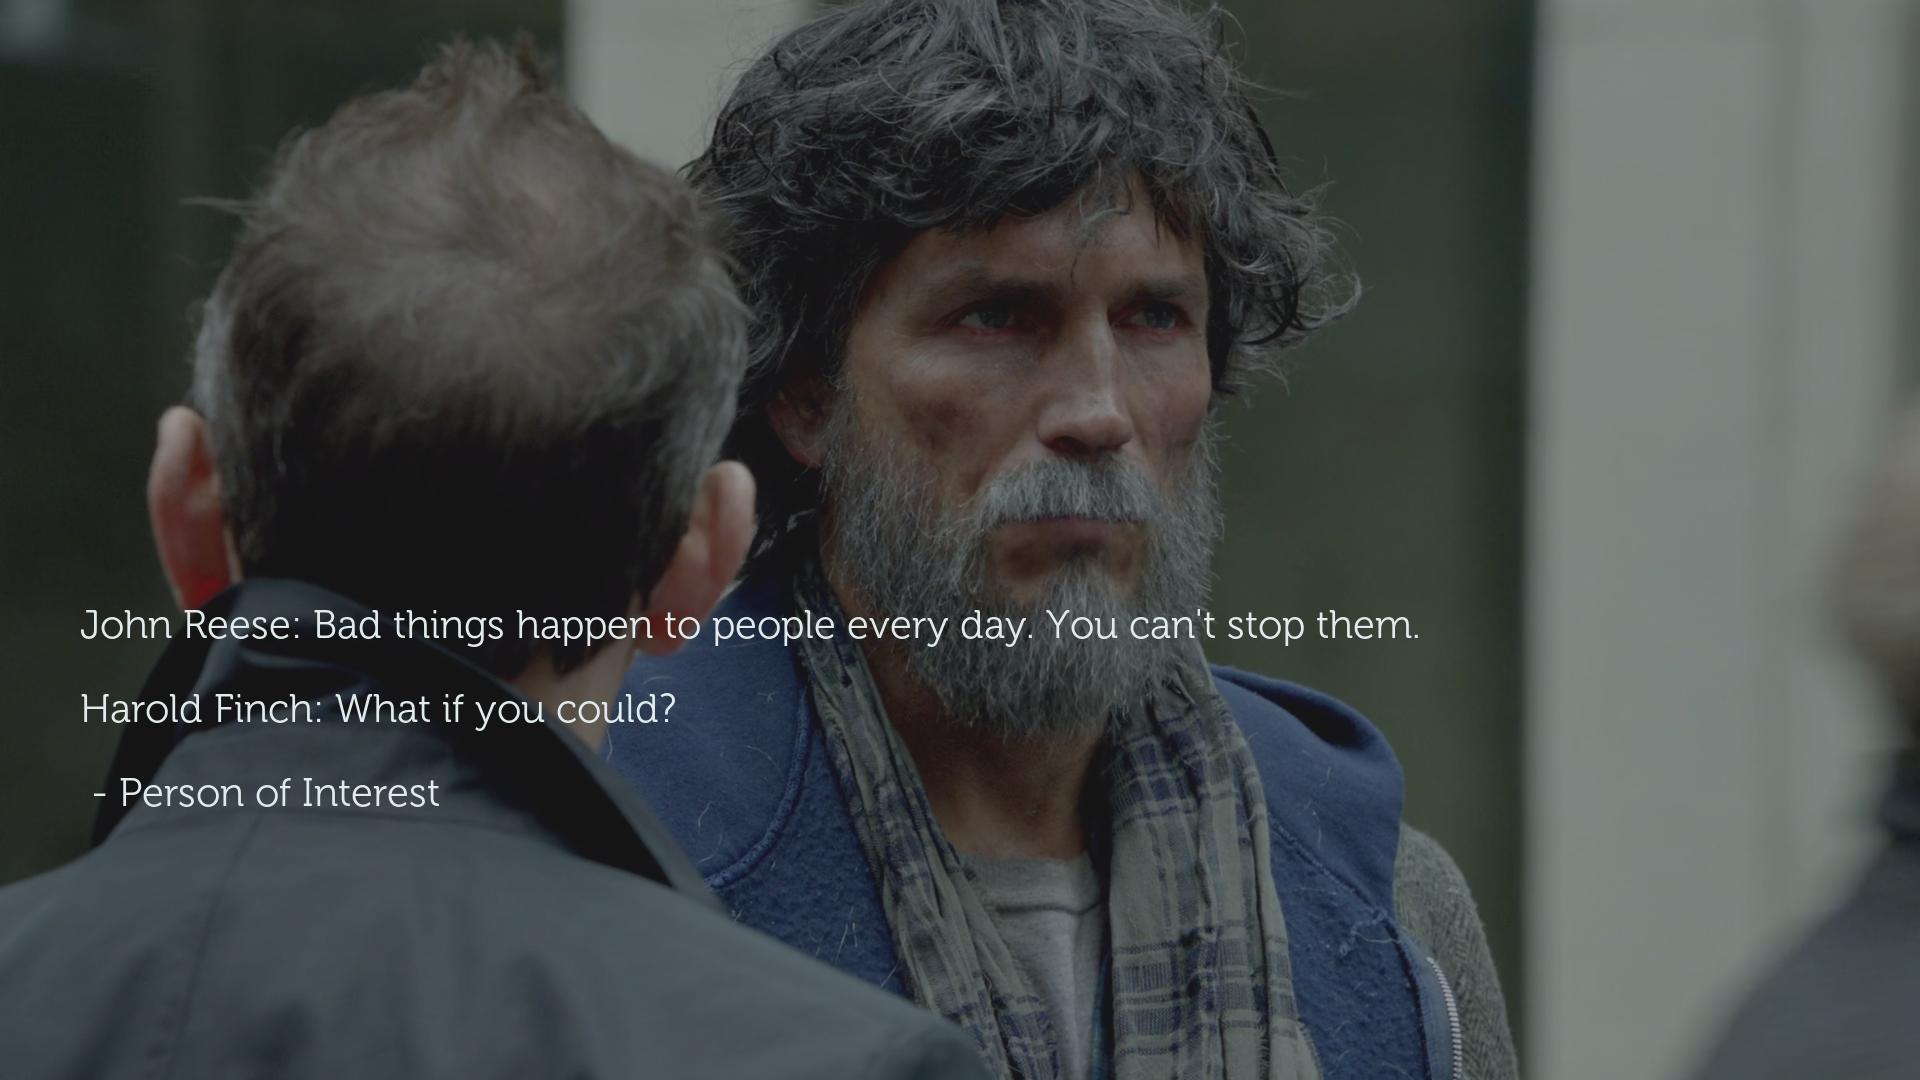 John Reese: Bad things happen to people every day. You can't stop them.
Harold Finch: What if you could?
- Person of Interest